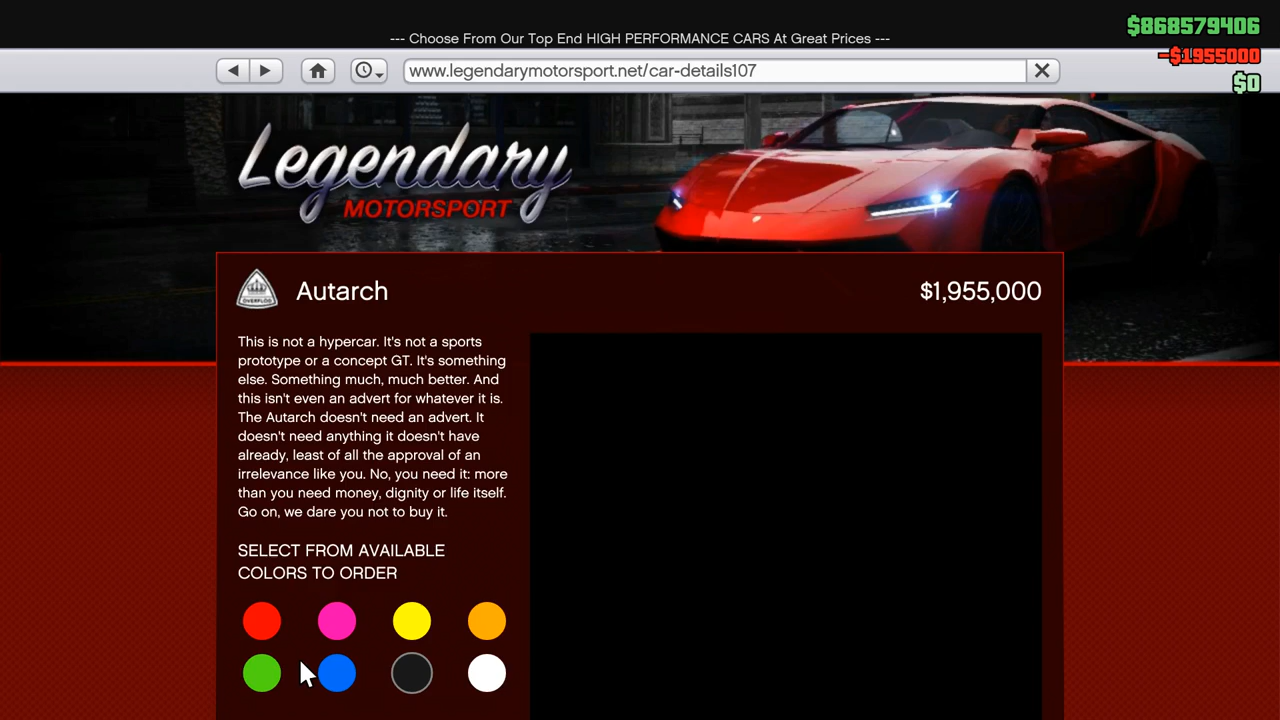 --- Choose From Our Top End HIGH PERFORMANCE CARS At Great Prices ---
$868579406
-$1955000
$0
www.legendarymotorsport.net/car-details107
Legendary
MOTORSPORT
OVERFLOD
Autarch
$1,955,000
This is not a hypercar. It's not a sports
prototype or a concept GT. It's something
else. Something much, much better. And
this isn't even an advert for whatever it is.
The Autarch doesn't need an advert. It
doesn't need anything it doesn't have
already, least of all the approval of an
irrelevance like you. No, you need it: more
than you need money, dignity or life itself.
Go on, we dare you not to buy it.
SELECT FROM AVAILABLE
COLORS TO ORDER